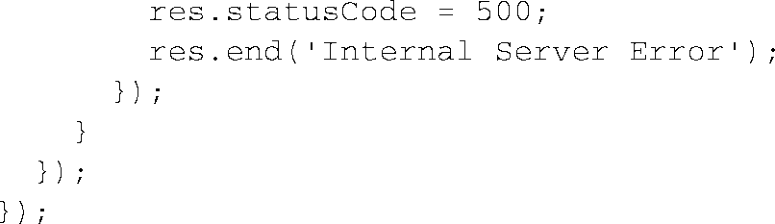 res.statusCode = 500;
        res.end('Internal Server Error');
      });
    }
  });
});